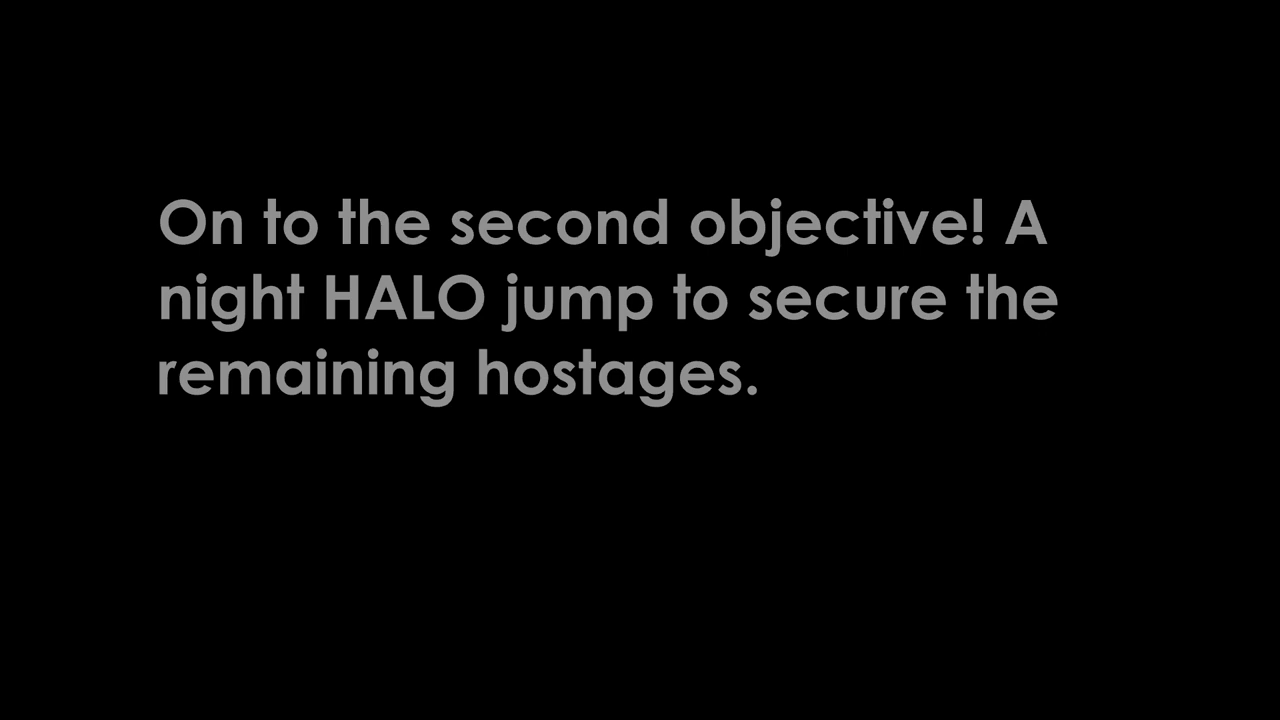 On to the second objective! A
night HALO jump to secure the
remaining hostages.